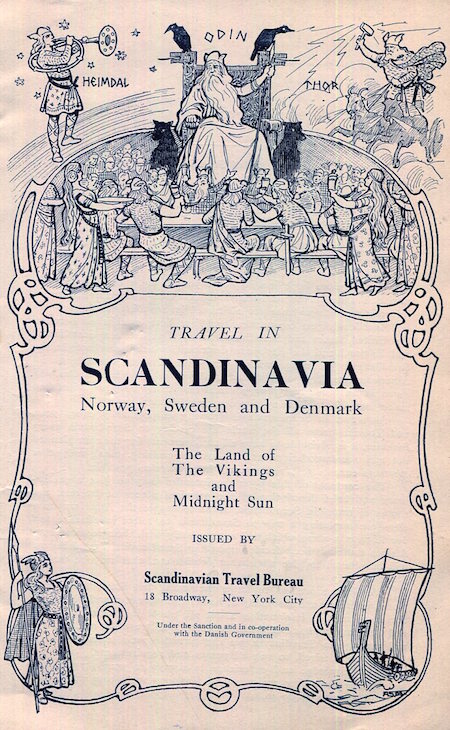 ODIN
HEIMDAL
THOR
TRAVEL IN
SCANDINAVIA
Norway, Sweden and Denmark
The Land of
The Vikings
and
Midnight Sun
ISSUED BY
Scandinavian Travel Bureau
18 Broadway, New York City
Under the Sanction and in co-operation
with the Danish Government